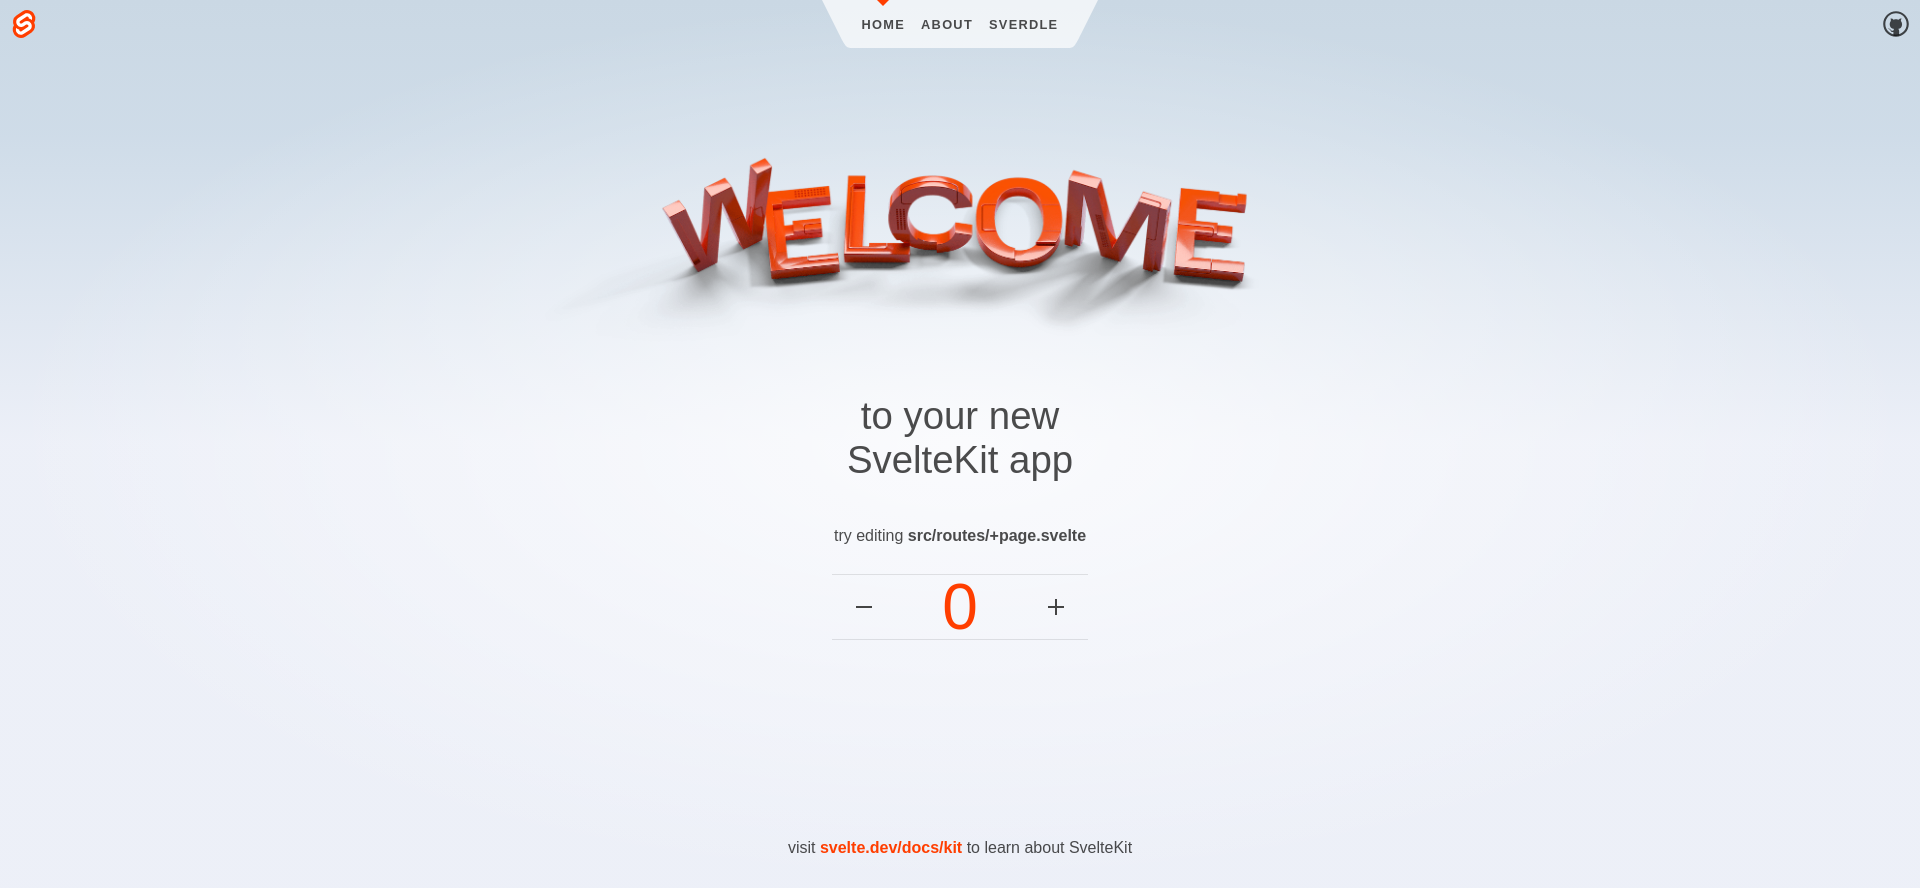 HOME ABOUT SVERDLE
WELCOME
to your new
SvelteKit app
try editing src/routes/+page.svelte
− 0 +
visit svelte.dev/docs/kit to learn about SvelteKit